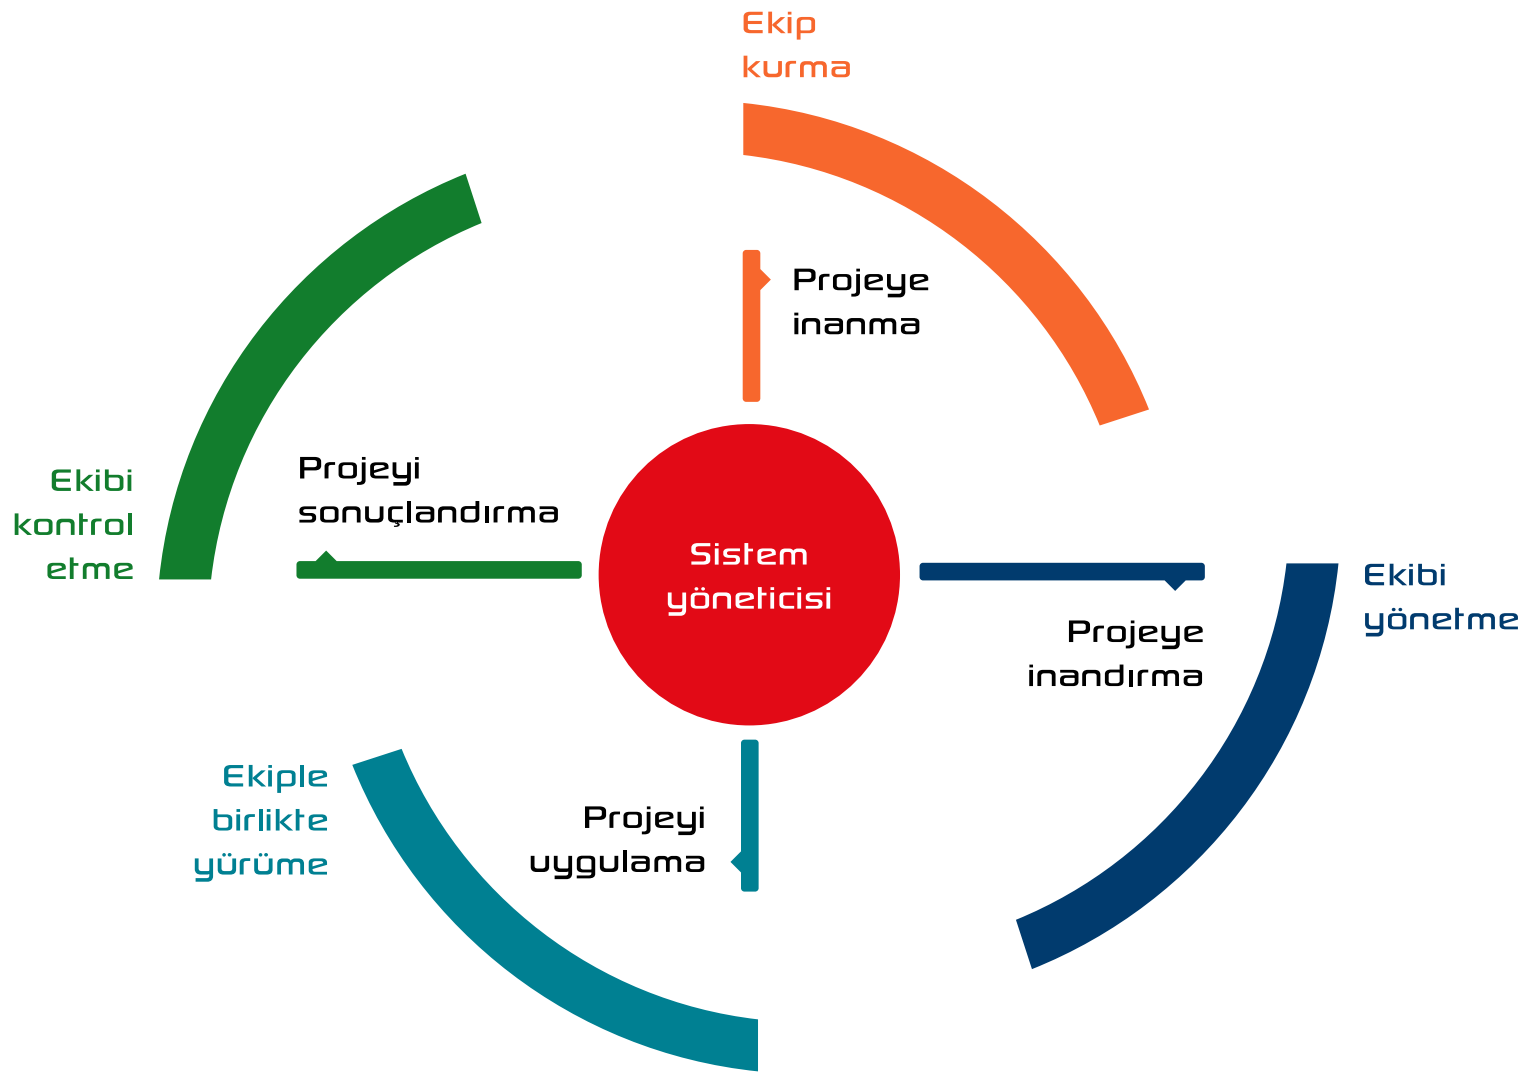 Ekip
kurma
Projeye
inanma
Projeyi
sonuçlandırma
Ekibi
kontrol
etme
Sistem
yöneticisi
Ekibi
yönetme
Projeye
inandırma
Ekiple
birlikte
yürüme
Projeyi
uygulama